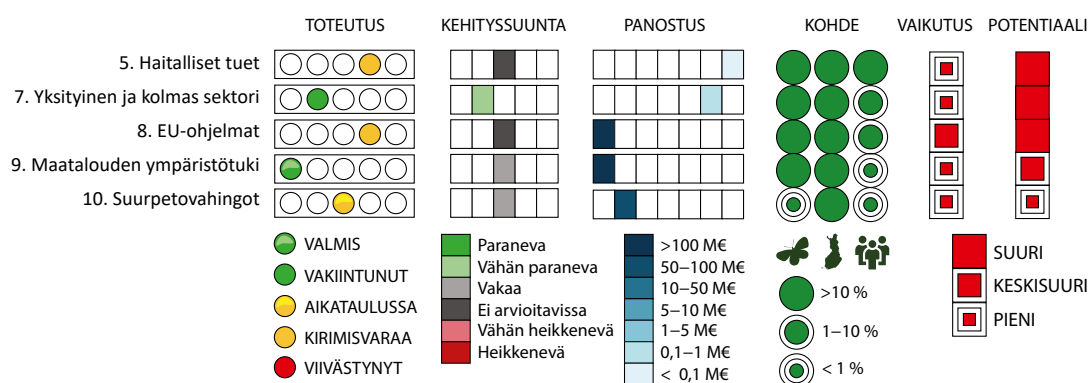 TOTEUTUS KEHITYSSUUNTA PANOSTUS KOHDE VAIKUTUS POTENTIAALI
5. Haitalliset tuet
7. Yksityinen ja kolmas sektori
8. EU-ohjelmat
9. Maatalouden ympäristötuki
10. Suurpetovahingot
VALMIS
VAKIINTUNUT
AIKATAULUSSA
KIRIMISVARAA
VIIVÄSTYNYT
Paraneva
Vähän paraneva
Vakaa
Ei arvioitavissa
Vähän heikkenevä
Heikkenevä
>100 M€
50–100 M€
10–50 M€
5–10 M€
1–5 M€
0,1–1 M€
< 0,1 M€
>10 %
1–10 %
< 1 %
SUURI
KESKISUURI
PIENI